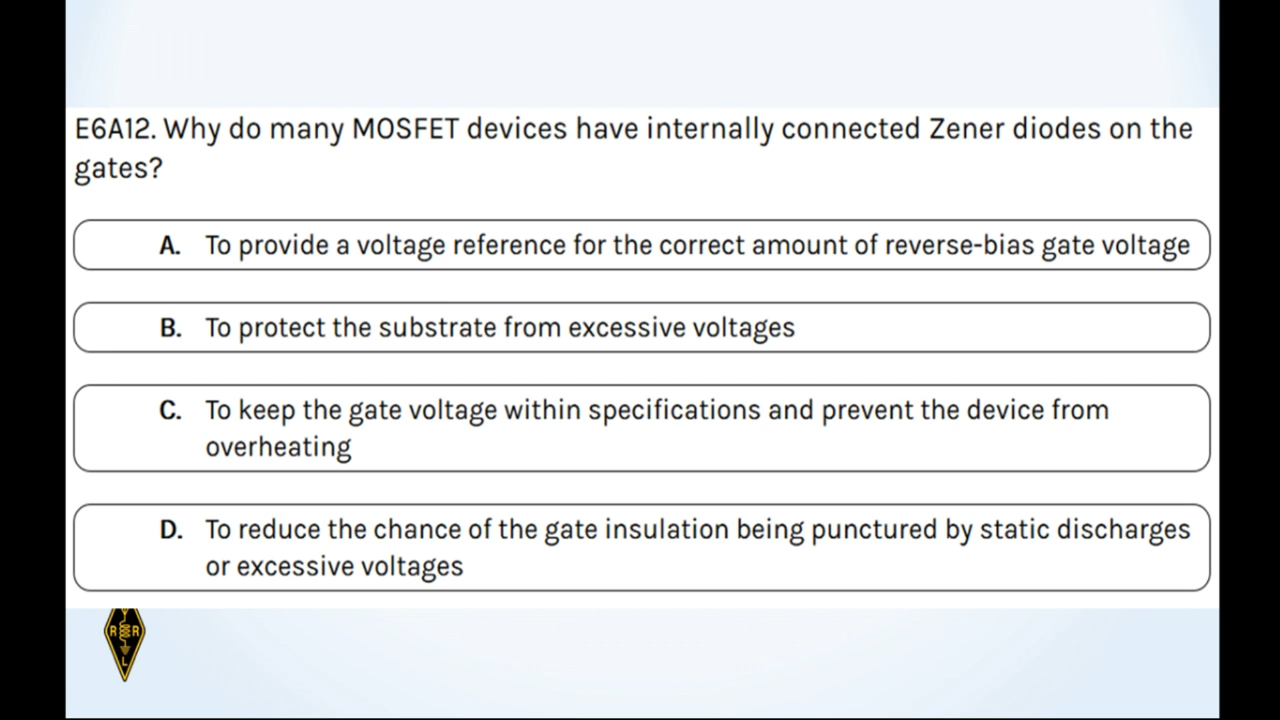 E6A12. Why do many MOSFET devices have internally connected Zener diodes on the
gates?
A. To provide a voltage reference for the correct amount of reverse-bias gate voltage
B. To protect the substrate from excessive voltages
C. To keep the gate voltage within specifications and prevent the device from
overheating
D. To reduce the chance of the gate insulation being punctured by static discharges
or excessive voltages
R R
L